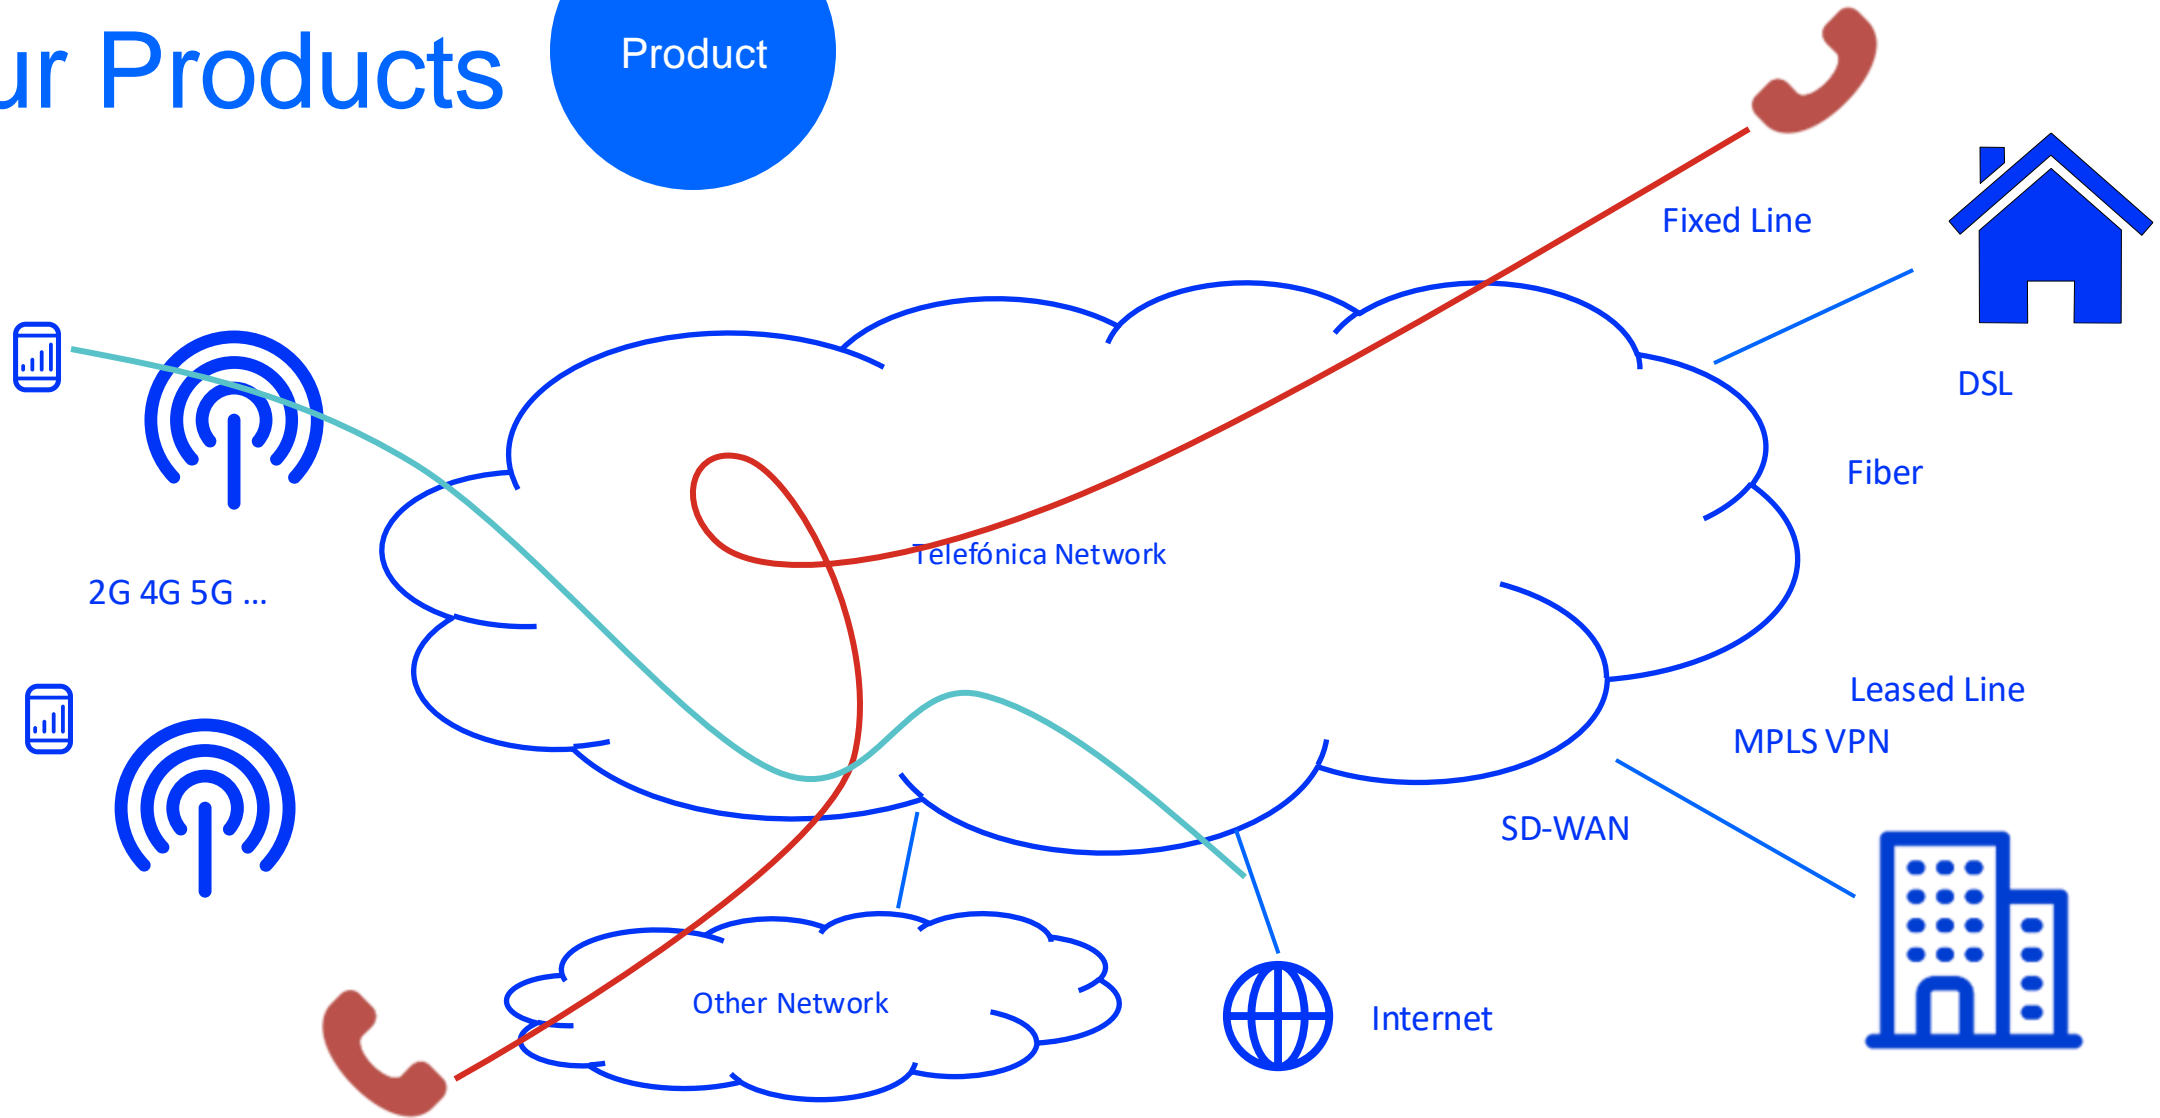 ur Products
Product
Fixed Line
DSL
Fiber
Telefónica Network
2G 4G 5G ...
Leased Line
MPLS VPN
SD-WAN
Other Network
Internet